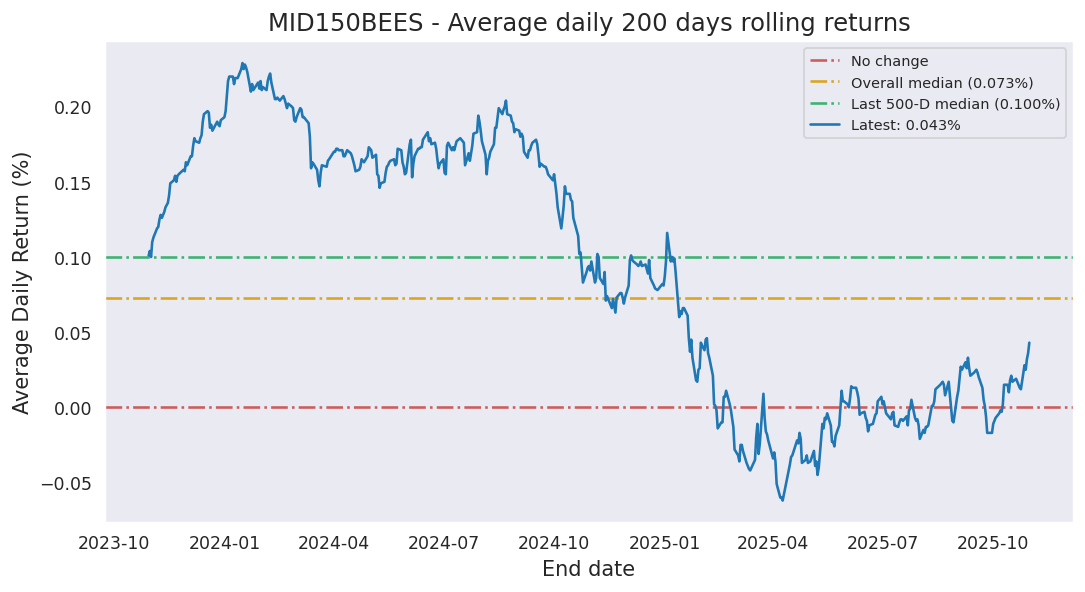 MID150BEES - Average daily 200 days rolling returns
No change
Overall median (0.073%)
Last 500-D median (0.100%)
Latest: 0.043%
Average Daily Return (%)
0.20
0.15
0.10
0.05
0.00
−0.05
2023-10 2024-01 2024-04 2024-07 2024-10 2025-01 2025-04 2025-07 2025-10
End date